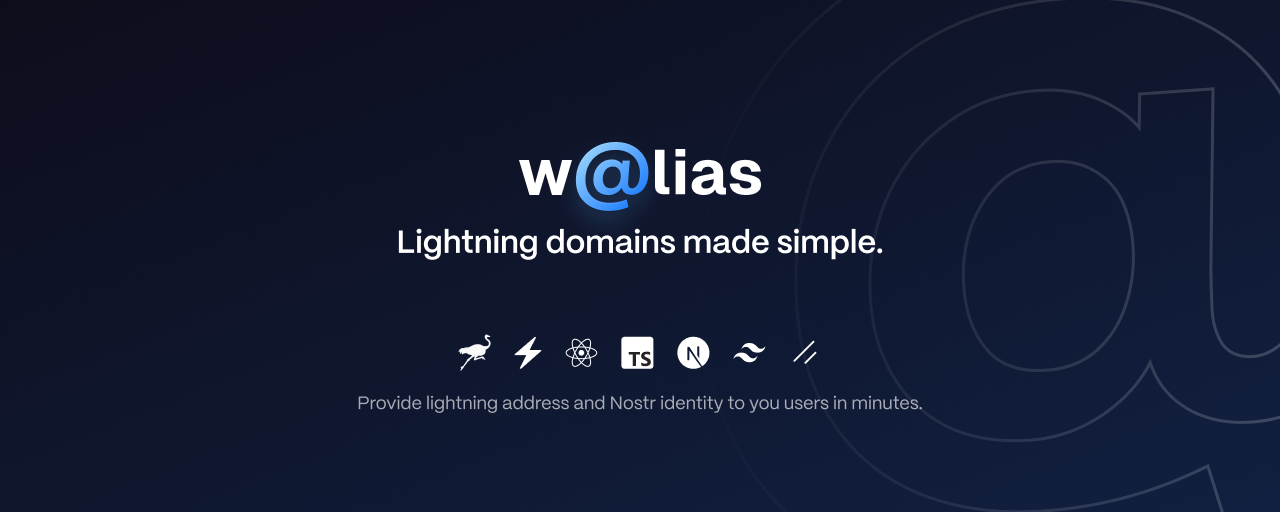 w@lias
Lightning domains made simple.
TS
N
Provide lightning address and Nostr identity to you users in minutes.